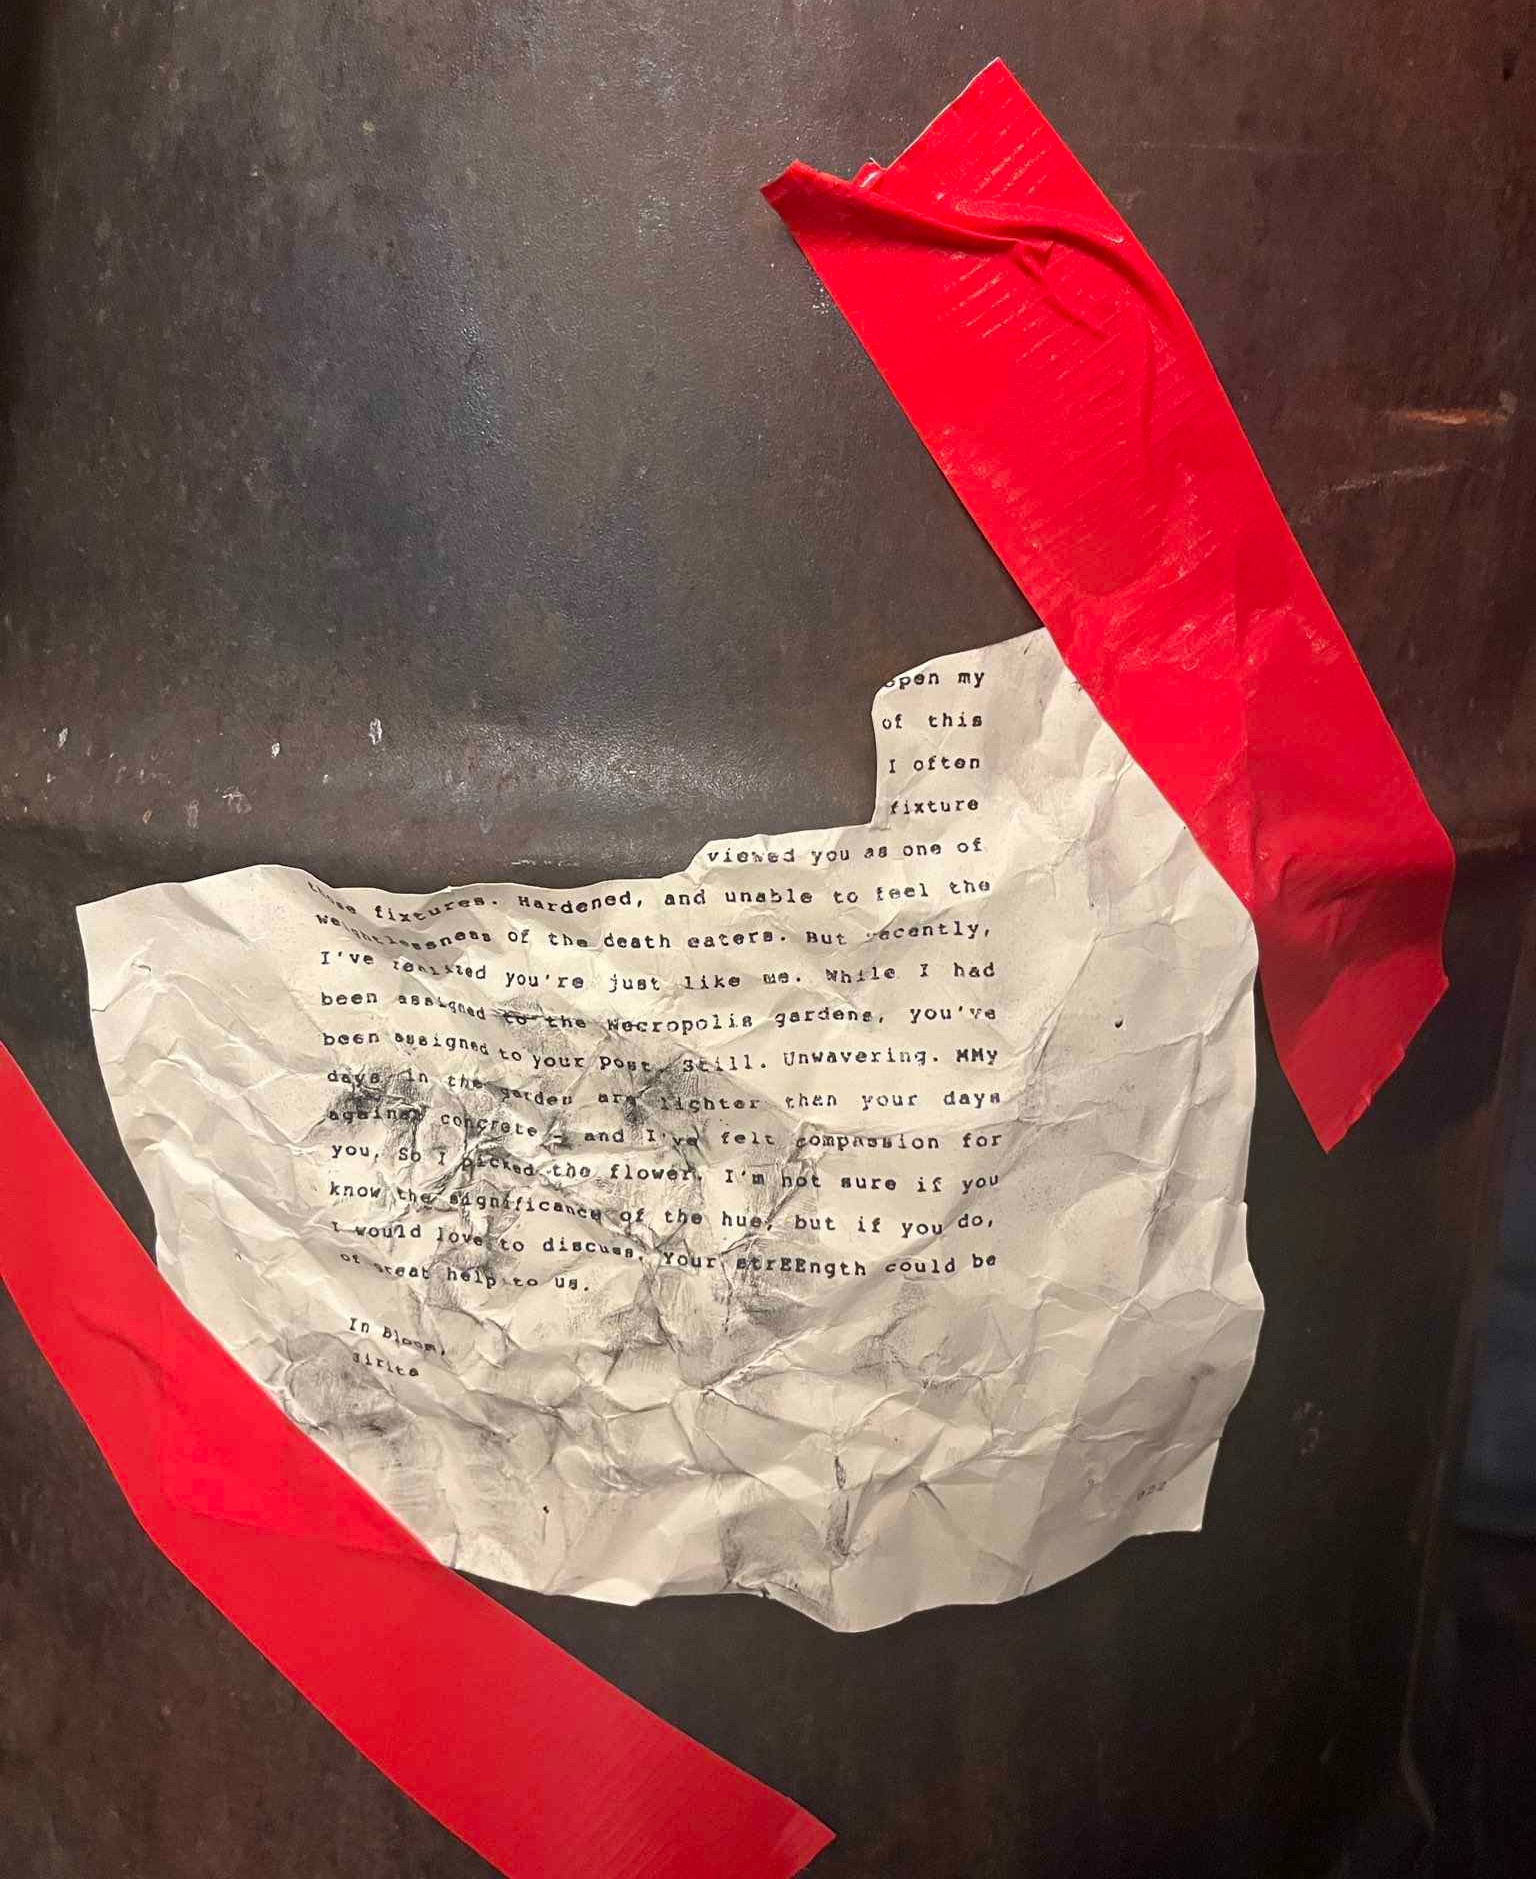 open my
of this
I often
fixture
viewed you as one of
those fixtures. Hardened, and unable to feel the
weightlessness of the death eaters. But recently,
I've realized you're just like me. While I had
been assigned to the Necropolis gardens, you've
been assigned to your post. Still. Unwavering. MMy
days in the garden are lighter than your days
against concrete - and I've felt compassion for
you. So I picked the flower. I'm not sure if you
know the significance of the hue, but if you do,
I would love to discuss. Your strEEngth could be
of great help to us.
In Bloom,
Jirita
022